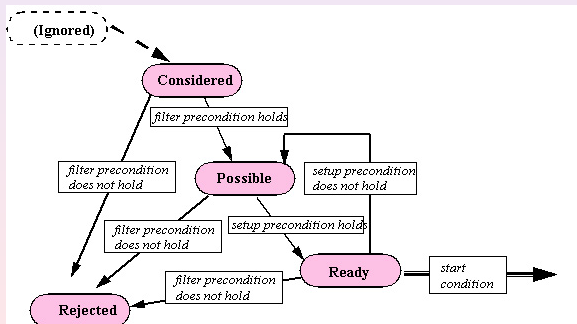 (Ignored)
Considered
filter precondition holds
filter precondition
does not hold
Possible
setup precondition
does not hold
filter precondition
does not hold
setup precondition holds
Ready
start
condition
filter precondition
does not hold
Rejected